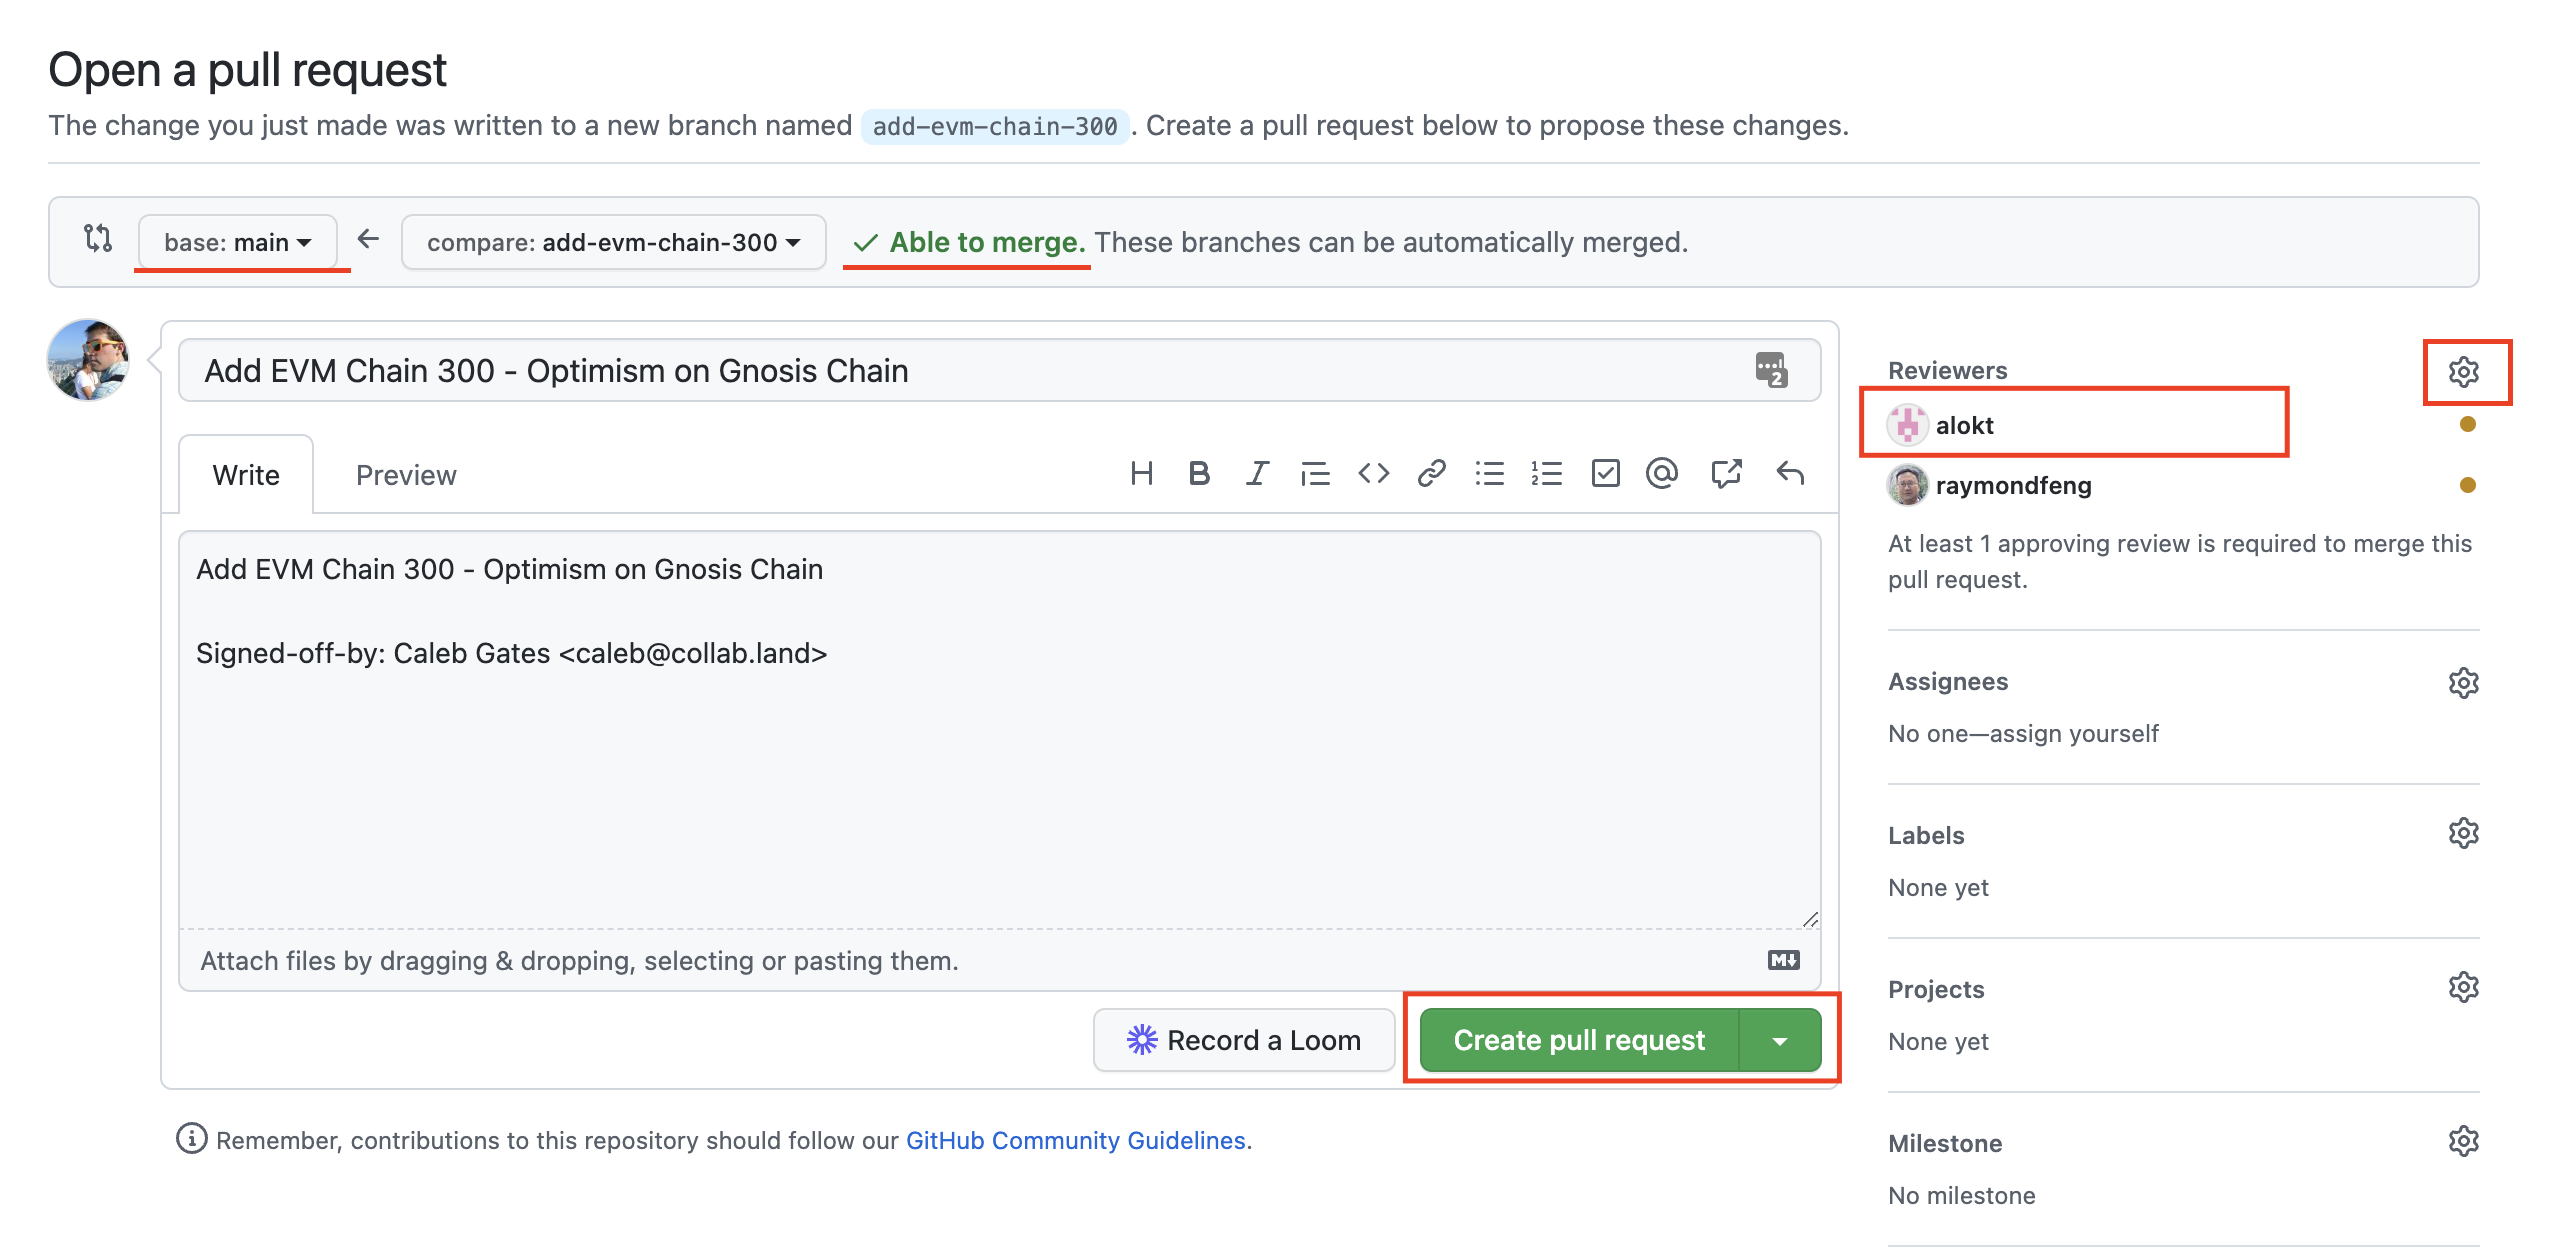 Open a pull request
The change you just made was written to a new branch named add-evm-chain-300. Create a pull request below to propose these changes.
base: main
compare: add-evm-chain-300
Able to merge. These branches can be automatically merged.
Add EVM Chain 300 - Optimism on Gnosis Chain
2
Write
Preview
Add EVM Chain 300 - Optimism on Gnosis Chain
Signed-off-by: Caleb Gates <caleb@collab.land>
Attach files by dragging & dropping, selecting or pasting them.
Record a Loom
Create pull request
Remember, contributions to this repository should follow our GitHub Community Guidelines.
Reviewers
alokt
raymondfeng
At least 1 approving review is required to merge this
pull request.
Assignees
No one—assign yourself
Labels
None yet
Projects
None yet
Milestone
No milestone